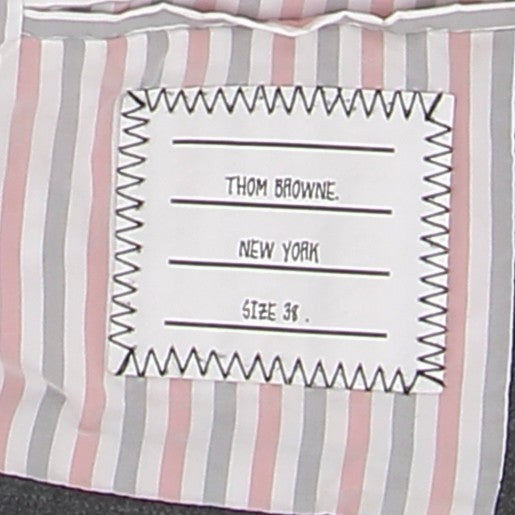 THOM BROWNE.
NEW YORK
SIZE 38.